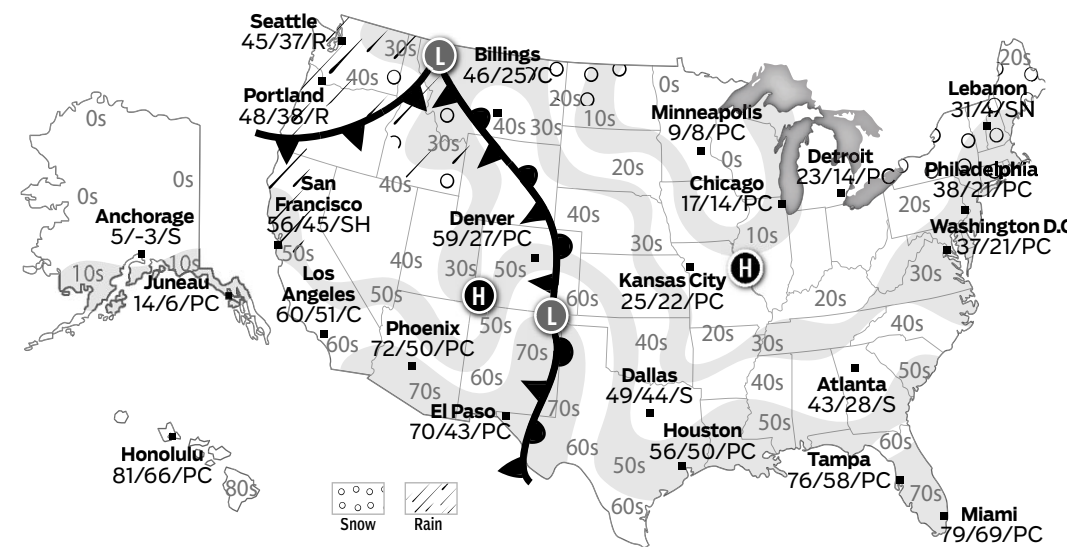 Seattle
45/37/R
30s
L
Billings
46/25/C
20s
0s
20s
40s
Portland
48/38/R
40s
30s
10s
Minneapolis
9/8/PC
Lebanon
31/4/SN
0s
0s
0s
30s
20s
0s
Detroit
23/14/PC
Philadelphia
38/21/PC
San
Francisco
56/45/SH
40s
Chicago
17/14/PC
20s
Anchorage
5/-3/S
Denver
59/27/PC
40s
30s
10s
Washington D.C
37/21/PC
50s
40s
30s
50s
Kansas City
25/22/PC
H
30s
10s
10s
Juneau
14/6/PC
Los
Angeles
60/51/C
50s
H
60s
20s
L
60s
Phoenix
72/50/PC
50s
70s
40s
20s
30s
40s
70s
60s
Dallas
49/44/S
40s
Atlanta
43/28/S
50s
El Paso
70/43/PC
70s
50s
Houston
56/50/PC
60s
60s
50s
Honolulu
81/66/PC
80s
Tampa
76/58/PC
70s
60s
Miami
79/69/PC
Snow
Rain